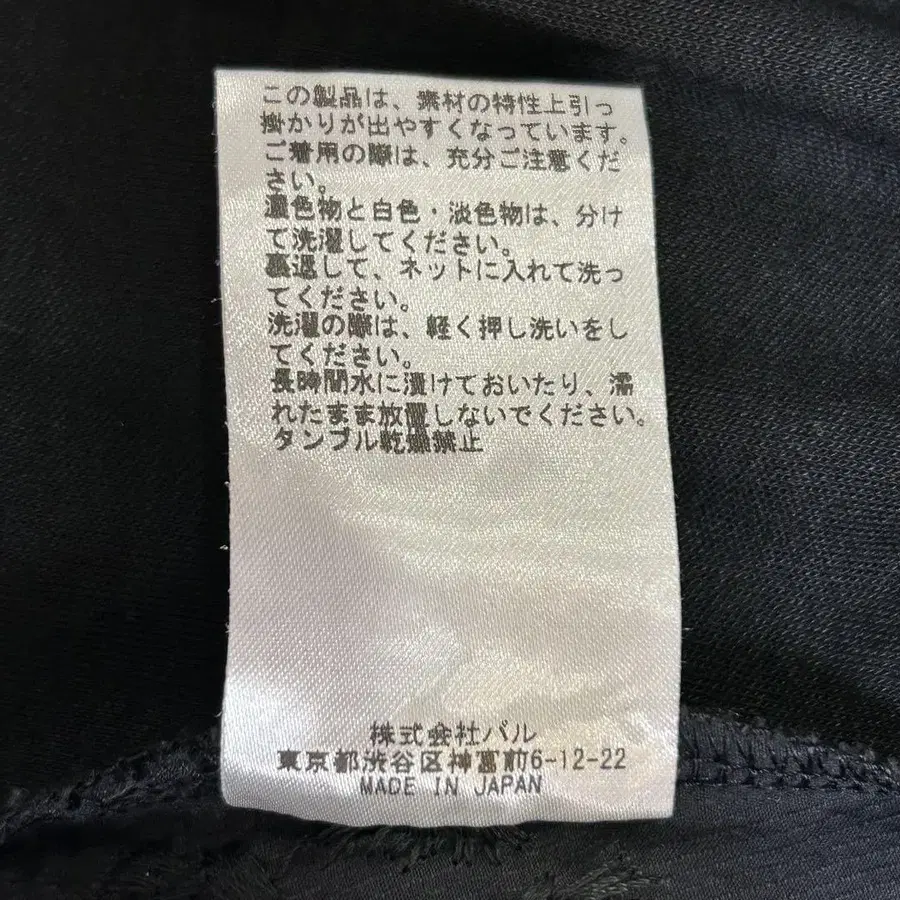 この製品は、素材の特性上引っ
掛かりが出やすくなっています。
ご着用の際は、充分ご注意くだ
さい。
濃色物と白色・淡色物は、分け
て洗濯してください。
裏返して、ネットに入れて洗っ
てください。
洗濯の際は、軽く押し洗いをし
てください。
長時間水に漬けておいたり、濡
れたまま放置しないでください。
タンブル乾燥禁止
株式会社パル
東京都渋谷区神宮前6-12-22
MADE IN JAPAN